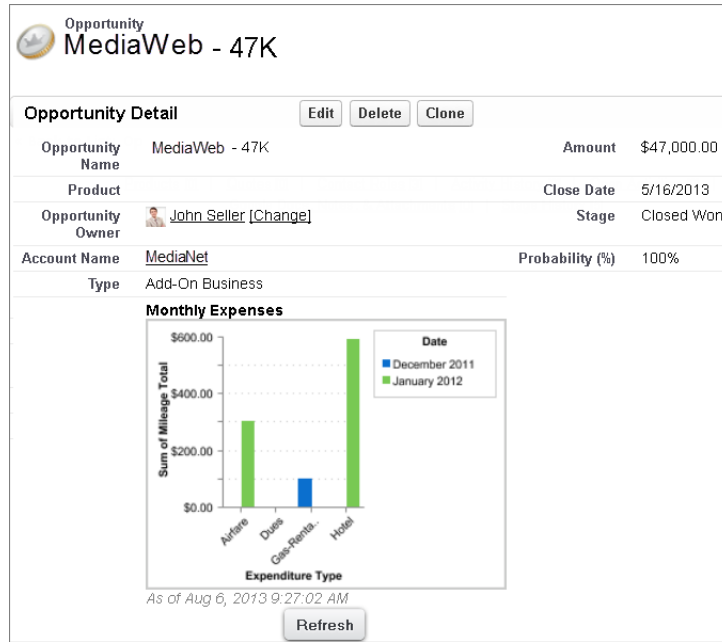 Opportunity
MediaWeb - 47K
Opportunity Detail
Edit Delete Clone
Opportunity Name MediaWeb - 47K Amount $47,000.00
Product Close Date 5/16/2013
Opportunity Owner John Seller [Change] Stage Closed Won
Account Name MediaNet Probability (%) 100%
Type Add-On Business
Monthly Expenses
Sum of Mileage Total
$600.00
$400.00
$200.00
$0.00
Airfare
Dues
Gas-Renta..
Hotel
Expenditure Type
Date
December 2011
January 2012
As of Aug 6, 2013 9:27:02 AM
Refresh